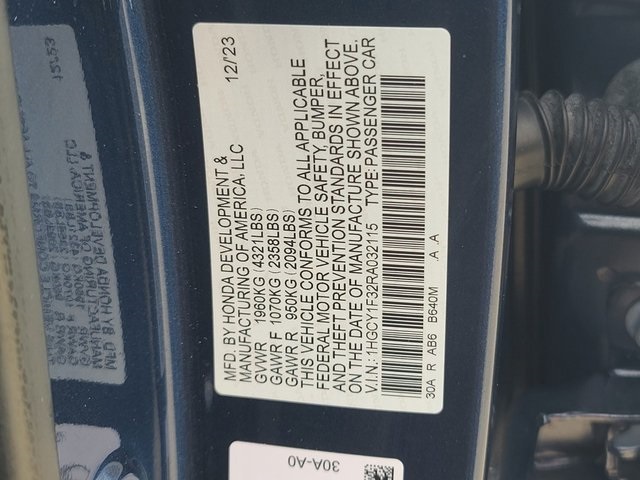 MFD. BY HONDA DEVELOPMENT & 12/23
MANUFACTURING OF AMERICA, LLC
GVWR 1960KG (4321LBS)
GAWR F 1070KG (2358LBS)
GAWR R 950KG (2094LBS)
THIS VEHICLE CONFORMS TO ALL APPLICABLE
FEDERAL MOTOR VEHICLE SAFETY, BUMPER,
AND THEFT PREVENTION STANDARDS IN EFFECT
ON THE DATE OF MANUFACTURE SHOWN ABOVE.
V.I.N.: 1HGCY1F32RA032115 TYPE:PASSENGER CAR
30A R AB6 B640M .A .A
30A-A0